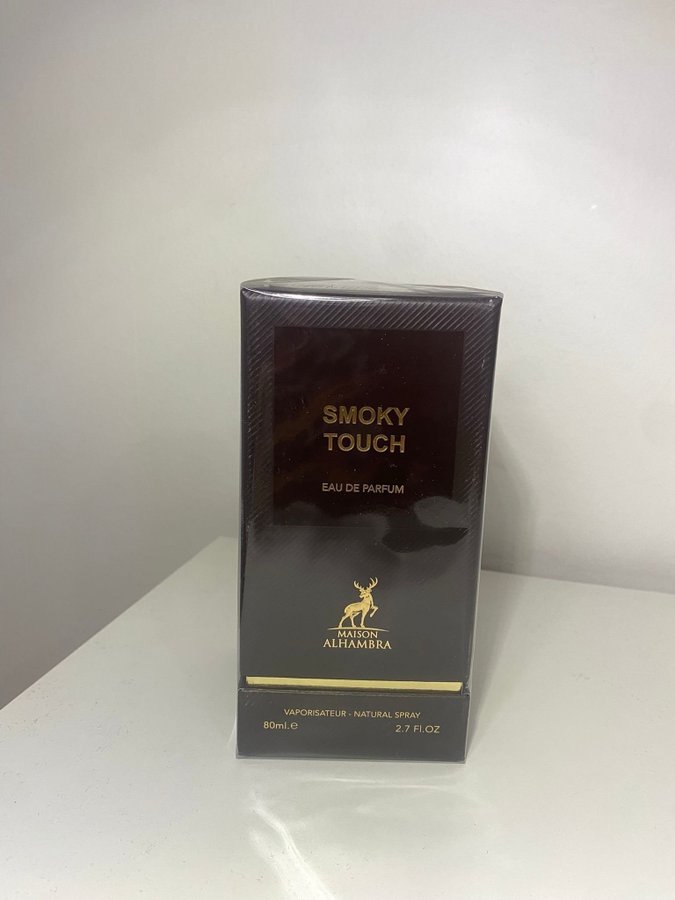 SMOKY
TOUCH
EAU DE PARFUM
MAISON
ALHAMBRA
VAPORISATEUR - NATURAL SPRAY
80ml.e 2.7 Fl.OZ